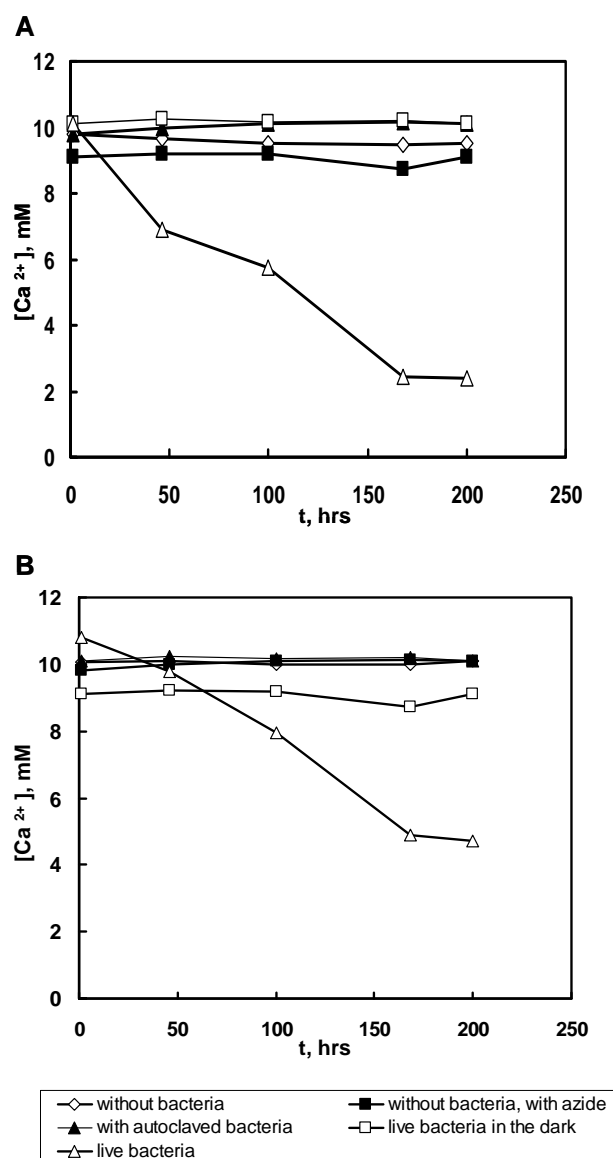 A
12
10
8
6
4
2
0
[Ca 2+], mM
0 50 100 150 200 250
t, hrs
B
12
10
8
6
4
2
0
[Ca 2+], mM
0 50 100 150 200 250
t, hrs
without bacteria without bacteria, with azide
with autoclaved bacteria live bacteria in the dark
live bacteria